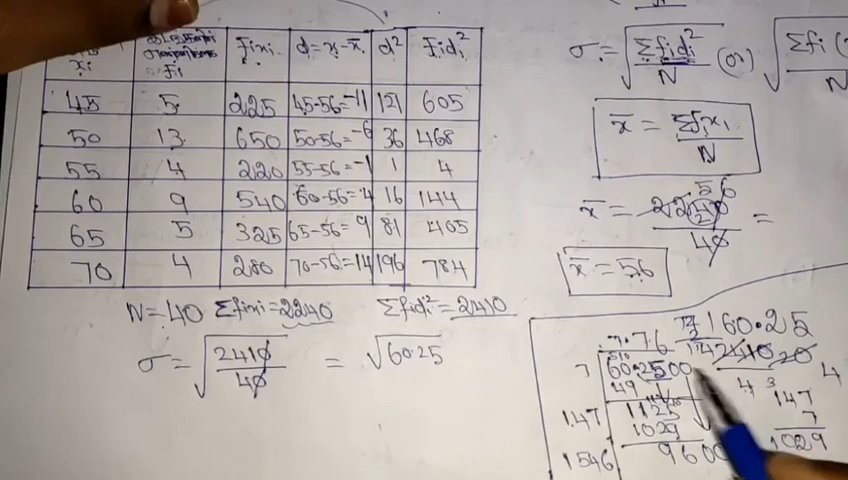 xi fi fixi d=x-x̄ d² fidi²
45 5 225 45-56=-11 121 605
50 13 650 50-56=-6 36 468
55 4 220 55-56=-1 1 4
60 9 540 60-56=4 16 144
65 5 325 65-56=9 81 405
70 4 280 70-56=14 196 784
N=40 Σfixi=2240 Σfidi²=2410
σ = √(2410/40) = √60.25
σ = √(Σfidi²/N) (or) √(Σfi(
x̄ = Σfixi/N
x̄ = 2240/40 =
56
x̄ = 56
160.25
7.76
7 60.2500
49
147 1125
1029
1546 9600
147
7
1029